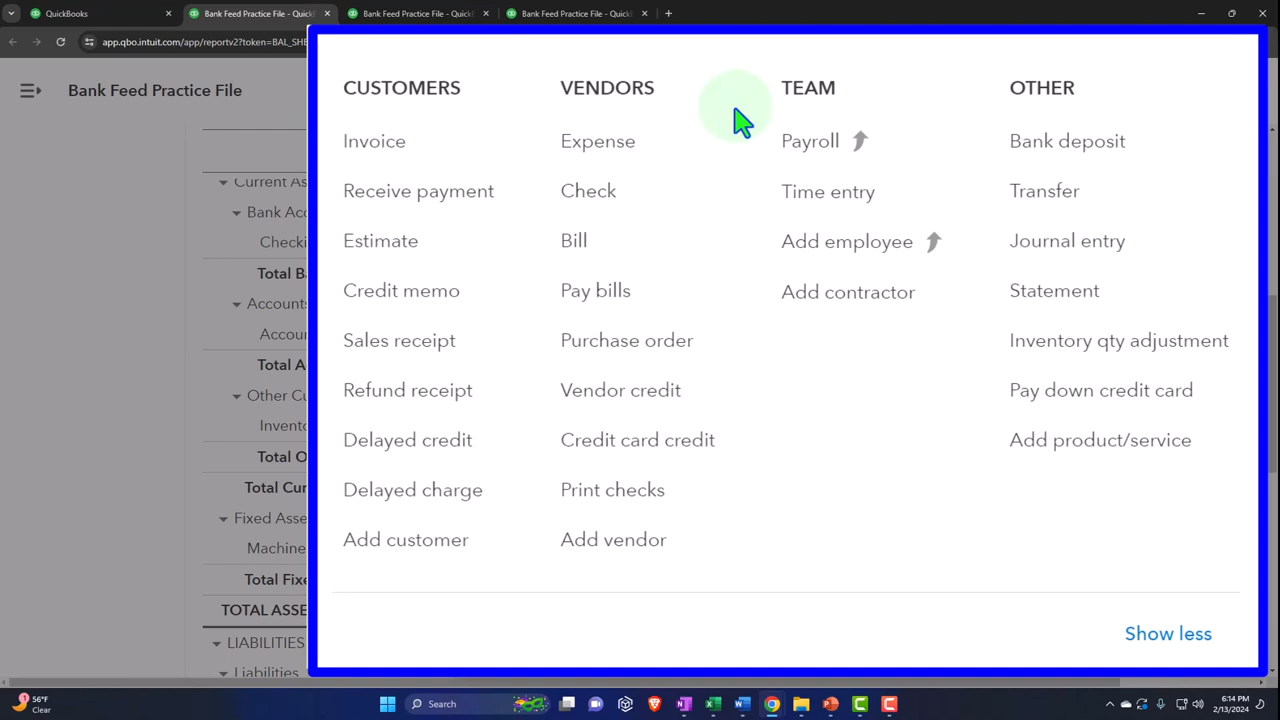 QuickBooks
Bank Feed Practice File - QuickB
Bank Feed Practice File - QuickB
Bank Feed Practice File - QuickB
app.qbo.intuit.com/app/reportv2?token=BAL_SHE
Bank Feed Practice File
Current Ass
Bank Acc
Checki
Total B
Accounts
Accoun
Total A
Other Cu
Invento
Total O
Total Cur
Fixed Asse
Machine
Total Fixe
TOTAL ASSE
LIABILITIES
Liabilities
CUSTOMERS
Invoice
Receive payment
Estimate
Credit memo
Sales receipt
Refund receipt
Delayed credit
Delayed charge
Add customer
VENDORS
Expense
Check
Bill
Pay bills
Purchase order
Vendor credit
Credit card credit
Print checks
Add vendor
TEAM
Payroll
Time entry
Add employee
Add contractor
OTHER
Bank deposit
Transfer
Journal entry
Statement
Inventory qty adjustment
Pay down credit card
Add product/service
Show less
56°F
Clear
Search
6:14 PM
2/13/2024